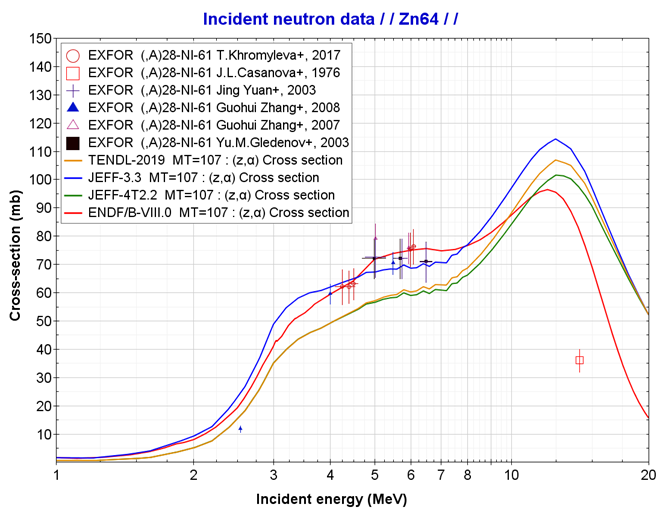 Incident neutron data / / Zn64 / /
Cross-section (mb)
150
140
130
120
110
100
90
80
70
60
50
40
30
20
10
EXFOR (,A)28-NI-61 T.Khromyleva+, 2017
EXFOR (,A)28-NI-61 J.L.Casanova+, 1976
EXFOR (,A)28-NI-61 Jing Yuan+, 2003
EXFOR (,A)28-NI-61 Guohui Zhang+, 2008
EXFOR (,A)28-NI-61 Guohui Zhang+, 2007
EXFOR (,A)28-NI-61 Yu.M.Gledenov+, 2003
TENDL-2019 MT=107 : (z,α) Cross section
JEFF-3.3 MT=107 : (z,α) Cross section
JEFF-4T2.2 MT=107 : (z,α) Cross section
ENDF/B-VIII.0 MT=107 : (z,α) Cross section
1 2 3 4 5 6 7 8 10 20
Incident energy (MeV)